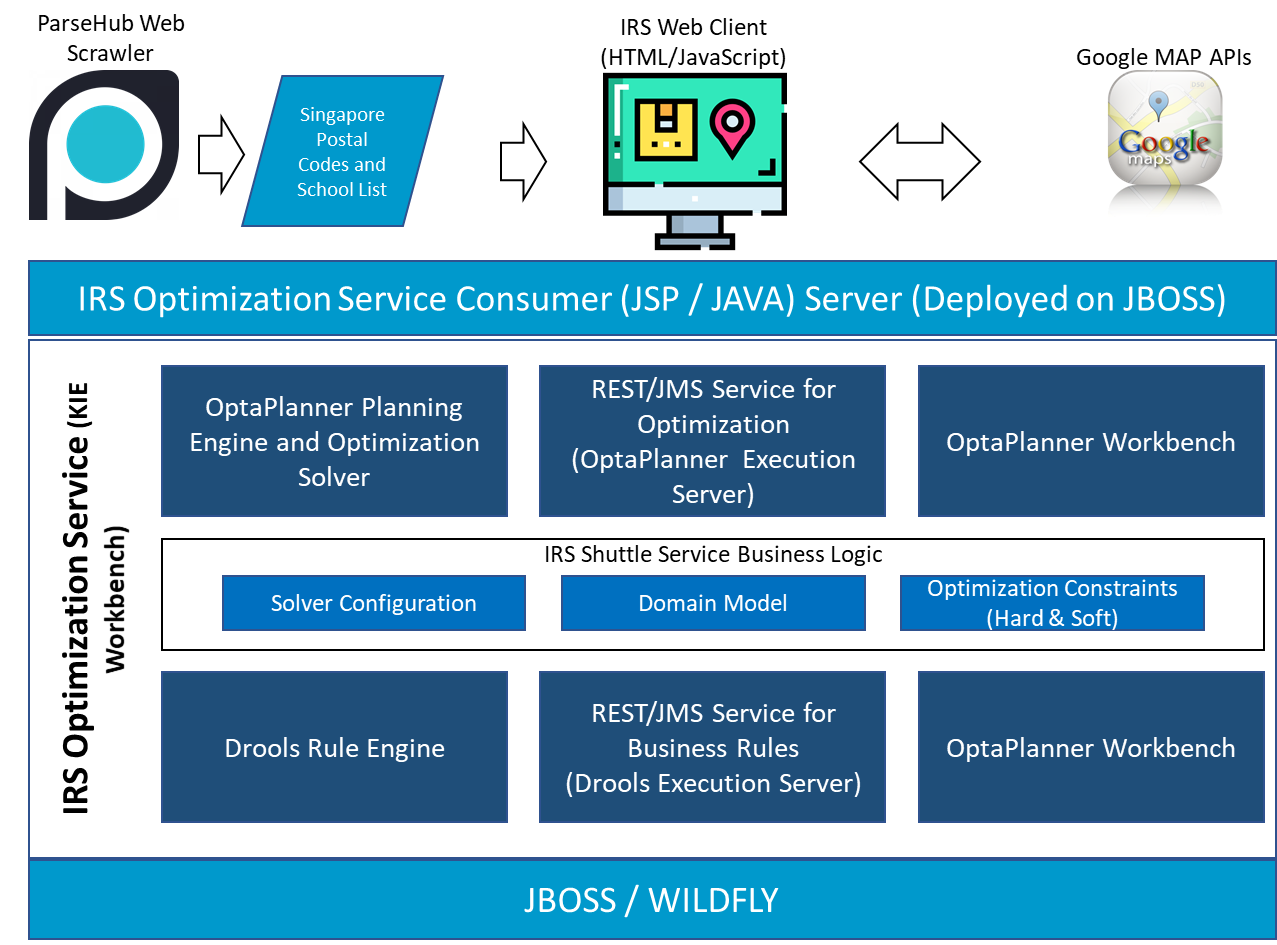 ParseHub Web
Scrawler
IRS Web Client
(HTML/JavaScript)
Google MAP APIs
Singapore
Postal
Codes and
School List
Google
maps
IRS Optimization Service Consumer (JSP / JAVA) Server (Deployed on JBOSS)
IRS Optimization Service (KIE
Workbench)
OptaPlanner Planning
Engine and Optimization
Solver
REST/JMS Service for
Optimization
(OptaPlanner Execution
Server)
OptaPlanner Workbench
IRS Shuttle Service Business Logic
Solver Configuration
Domain Model
Optimization Constraints
(Hard & Soft)
Drools Rule Engine
REST/JMS Service for
Business Rules
(Drools Execution Server)
OptaPlanner Workbench
JBOSS / WILDFLY